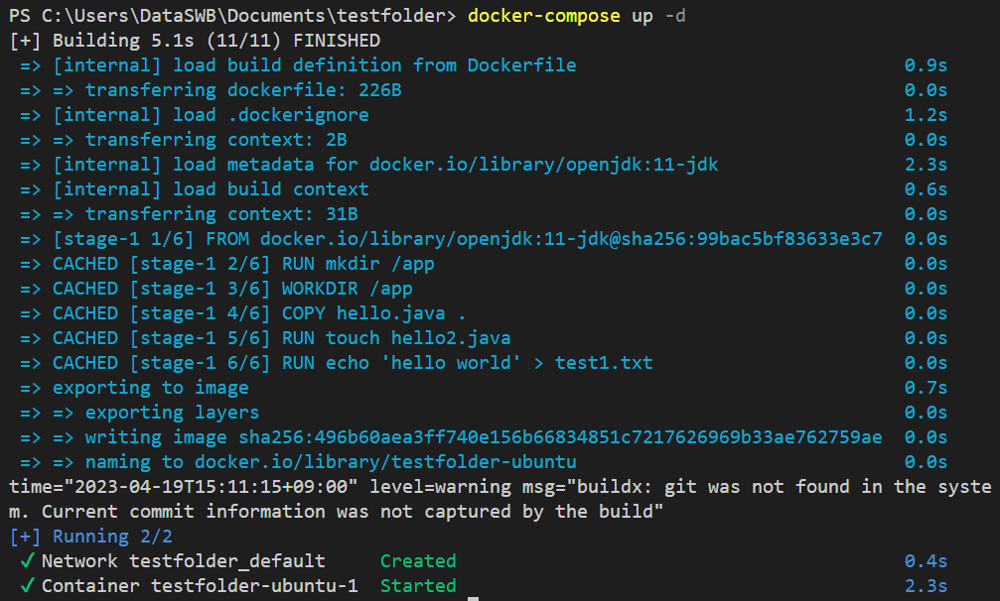 PS C:\Users\DataSWB\Documents\testfolder> docker-compose up -d
[+] Building 5.1s (11/11) FINISHED
=> [internal] load build definition from Dockerfile 0.9s
=> => transferring dockerfile: 226B 0.0s
=> [internal] load .dockerignore 1.2s
=> => transferring context: 2B 0.0s
=> [internal] load metadata for docker.io/library/openjdk:11-jdk 2.3s
=> [internal] load build context 0.6s
=> => transferring context: 31B 0.0s
=> [stage-1 1/6] FROM docker.io/library/openjdk:11-jdk@sha256:99bac5bf83633e3c7 0.0s
=> CACHED [stage-1 2/6] RUN mkdir /app 0.0s
=> CACHED [stage-1 3/6] WORKDIR /app 0.0s
=> CACHED [stage-1 4/6] COPY hello.java . 0.0s
=> CACHED [stage-1 5/6] RUN touch hello2.java 0.0s
=> CACHED [stage-1 6/6] RUN echo 'hello world' > test1.txt 0.0s
=> exporting to image 0.7s
=> => exporting layers 0.0s
=> => writing image sha256:496b60aea3ff740e156b66834851c7217626969b33ae762759ae 0.0s
=> => naming to docker.io/library/testfolder-ubuntu 0.0s
time="2023-04-19T15:11:15+09:00" level=warning msg="buildx: git was not found in the syste
m. Current commit information was not captured by the build"
[+] Running 2/2
✓ Network testfolder_default Created 0.4s
✓ Container testfolder-ubuntu-1 Started 2.3s